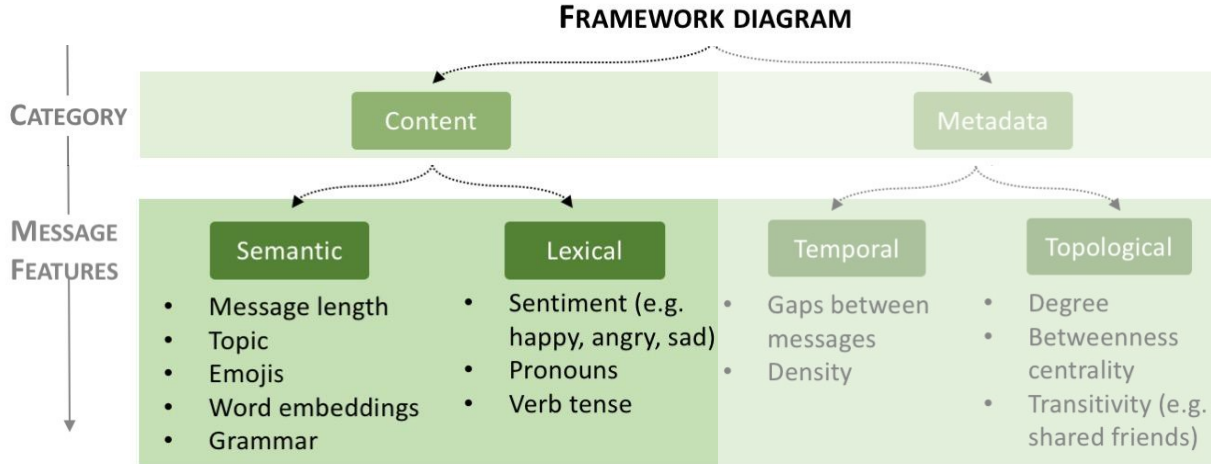 FRAMEWORK DIAGRAM
CATEGORY
Content
Metadata
MESSAGE
FEATURES
Semantic
• Message length
• Topic
• Emojis
• Word embeddings
• Grammar
Lexical
• Sentiment (e.g.
happy, angry, sad)
• Pronouns
• Verb tense
Temporal
• Gaps between
messages
• Density
Topological
• Degree
• Betweenness
centrality
• Transitivity (e.g.
shared friends)